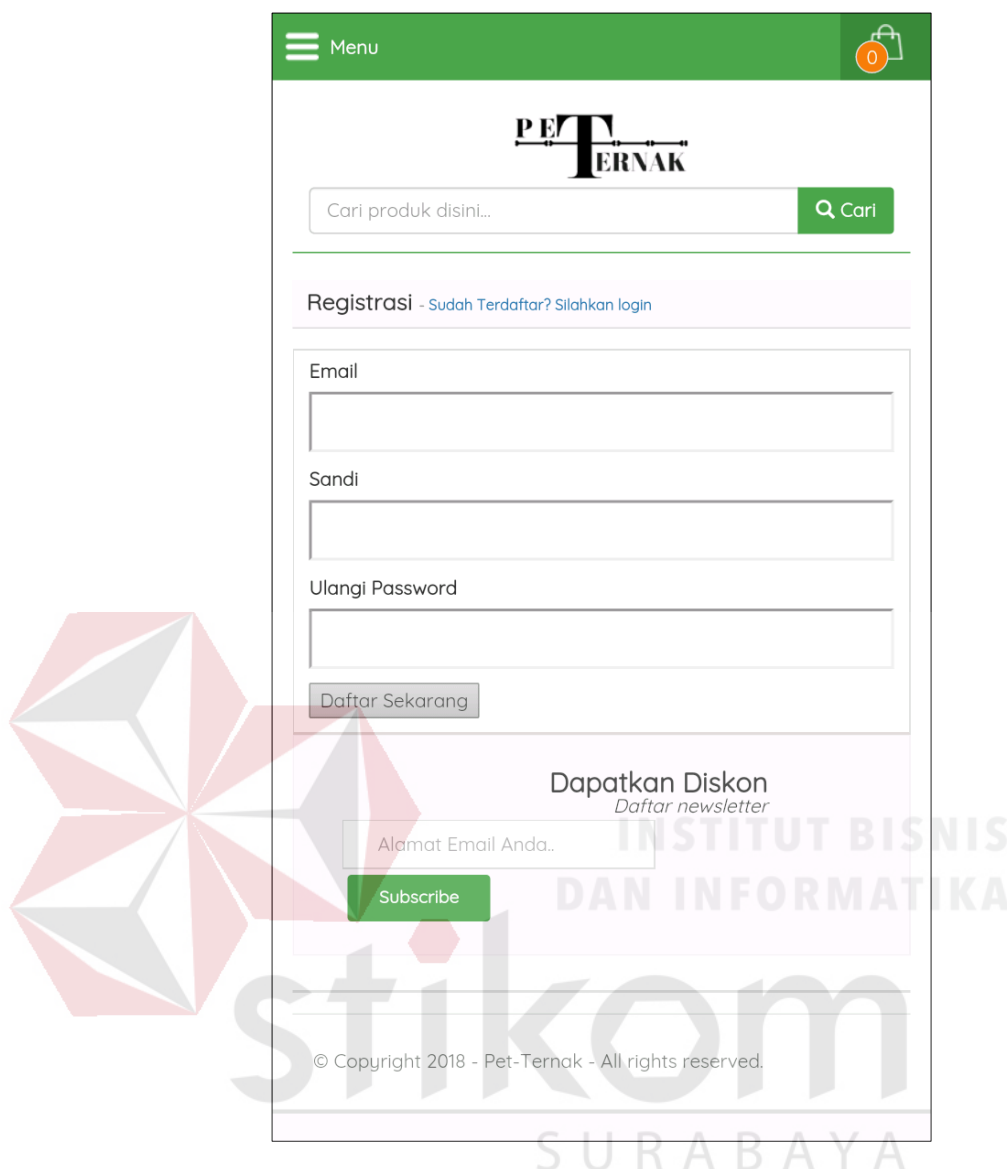 Menu
0
PET
ERNAK
Cari produk disini...
Cari
Registrasi - Sudah Terdaftar? Silahkan login
Email
Sandi
Ulangi Password
Daftar Sekarang
Dapatkan Diskon
Daftar newsletter
Alamat Email Anda..
INSTITUT BISNIS
Subscribe
DAN INFORMATIKA
stikom
© Copyright 2018 - Pet-Ternak - All rights reserved.
SURABAYA